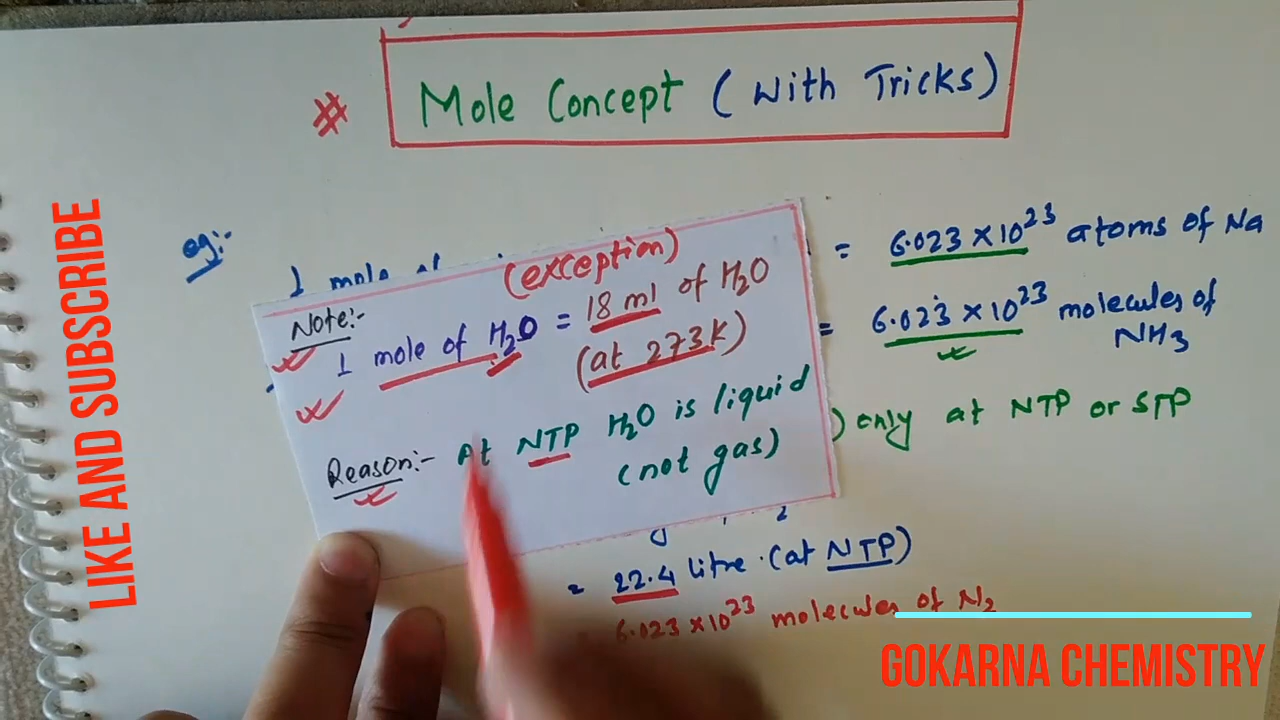 # Mole Concept (With Tricks)
eg:-
1 mole of
= 6.023 × 10²³ atoms of Na
= 6.023 × 10²³ molecules of
NH₃
) only at NTP or STP
(exception)
Note:-
1 mole of H₂O = 18 ml of H₂O
(at 273K)
Reason:- At NTP H₂O is liquid
(not gas)
= 22.4 litre (at NTP)
6.023 × 10²³ molecules of N₂
LIKE AND SUBSCRIBE
GOKARNA CHEMISTRY